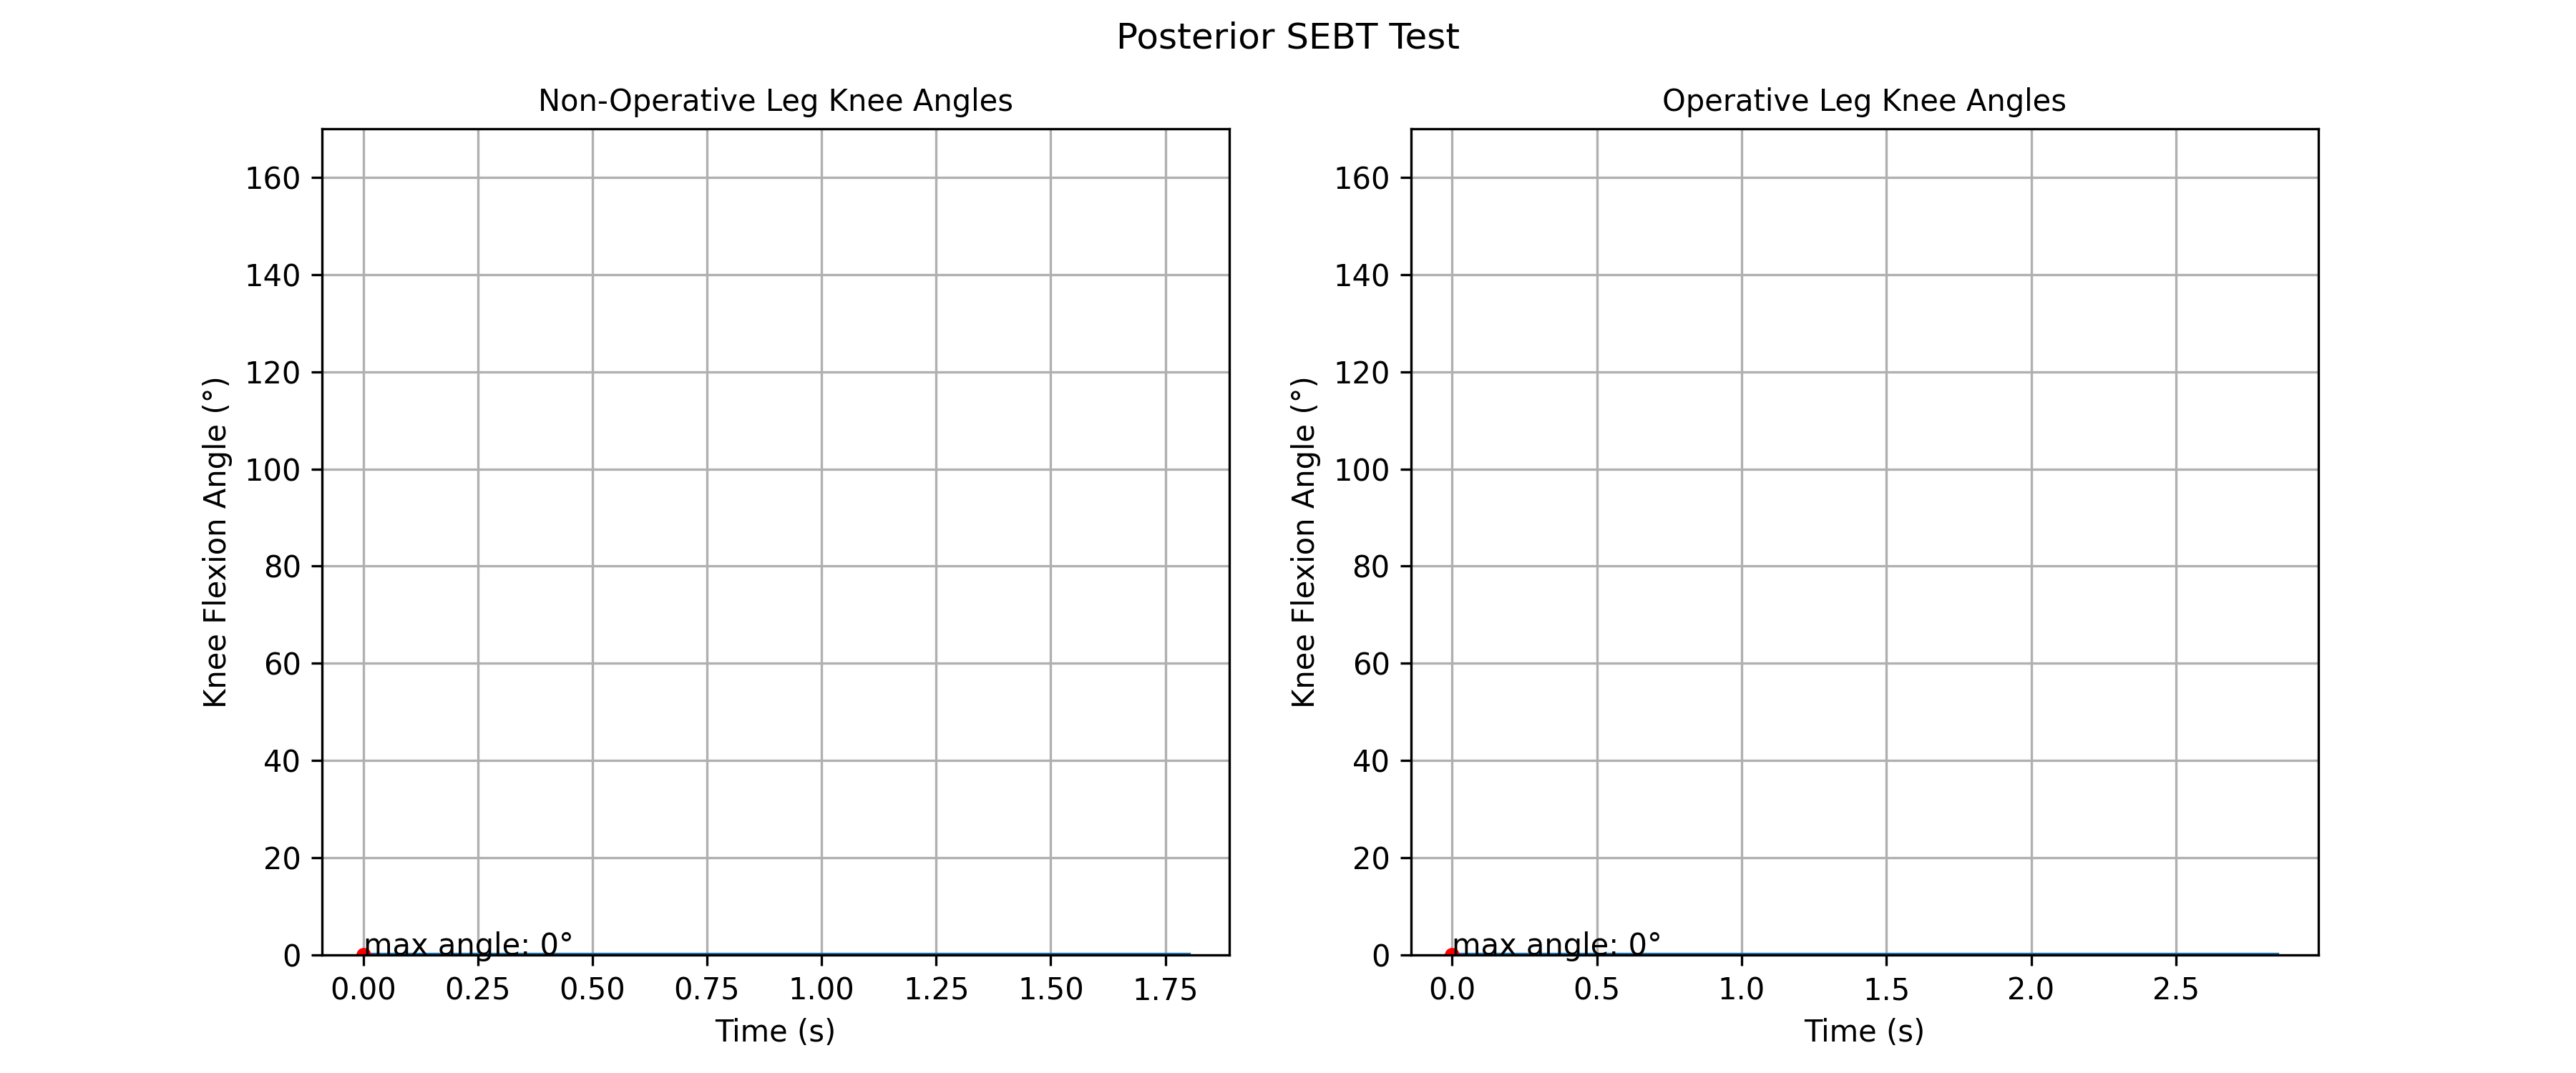 Posterior SEBT Test
Non-Operative Leg Knee Angles
Knee Flexion Angle (°)
160
140
120
100
80
60
40
20
0
max angle: 0°
0.00 0.25 0.50 0.75 1.00 1.25 1.50 1.75
Time (s)
Operative Leg Knee Angles
Knee Flexion Angle (°)
160
140
120
100
80
60
40
20
0
max angle: 0°
0.0 0.5 1.0 1.5 2.0 2.5
Time (s)